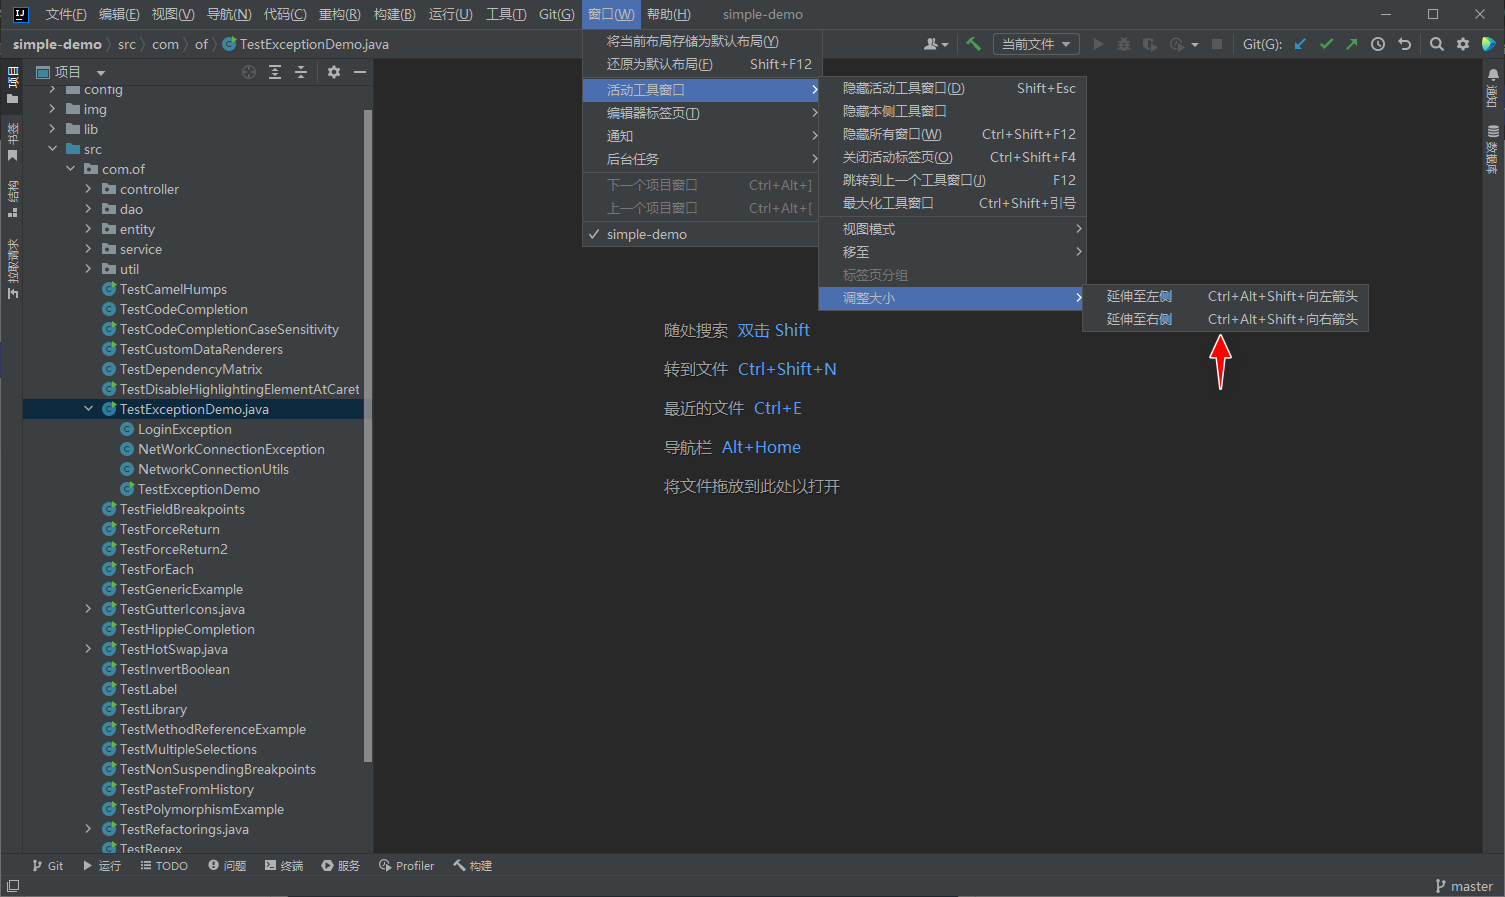 文件(F) 编辑(E) 视图(V) 导航(N) 代码(C) 重构(R) 构建(B) 运行(U) 工具(T) Git(G) 窗口(W) 帮助(H) simple-demo
simple-demo src com of TestExceptionDemo.java 当前文件 Git(G):
项目
config
img
lib
src
com.of
controller
dao
entity
service
util
TestCamelHumps
TestCodeCompletion
TestCodeCompletionCaseSensitivity
TestCustomDataRenderers
TestDependencyMatrix
TestDisableHighlightingElementAtCaret
TestExceptionDemo.java
LoginException
NetWorkConnectionException
NetworkConnectionUtils
TestExceptionDemo
TestFieldBreakpoints
TestForceReturn
TestForceReturn2
TestForEach
TestGenericExample
TestGutterIcons.java
TestHippieCompletion
TestHotSwap.java
TestInvertBoolean
TestLabel
TestLibrary
TestMethodReferenceExample
TestMultipleSelections
TestNonSuspendingBreakpoints
TestPasteFromHistory
TestPolymorphismExample
TestRefactorings.java
TestRegex
项目
书签
结构
拉取请求
将当前布局存储为默认布局(Y)
还原为默认布局(F) Shift+F12
活动工具窗口
编辑器标签页(T)
通知
后台任务
下一个项目窗口 Ctrl+Alt+]
上一个项目窗口 Ctrl+Alt+[
simple-demo
隐藏活动工具窗口(D) Shift+Esc
隐藏本侧工具窗口
隐藏所有窗口(W) Ctrl+Shift+F12
关闭活动标签页(O) Ctrl+Shift+F4
跳转到上一个工具窗口(J) F12
最大化工具窗口 Ctrl+Shift+引号
视图模式
移至
标签页分组
调整大小
延伸至左侧 Ctrl+Alt+Shift+向左箭头
延伸至右侧 Ctrl+Alt+Shift+向右箭头
随处搜索 双击 Shift
转到文件 Ctrl+Shift+N
最近的文件 Ctrl+E
导航栏 Alt+Home
将文件拖放到此处以打开
通知
数据库
Git 运行 TODO 问题 终端 服务 Profiler 构建
master